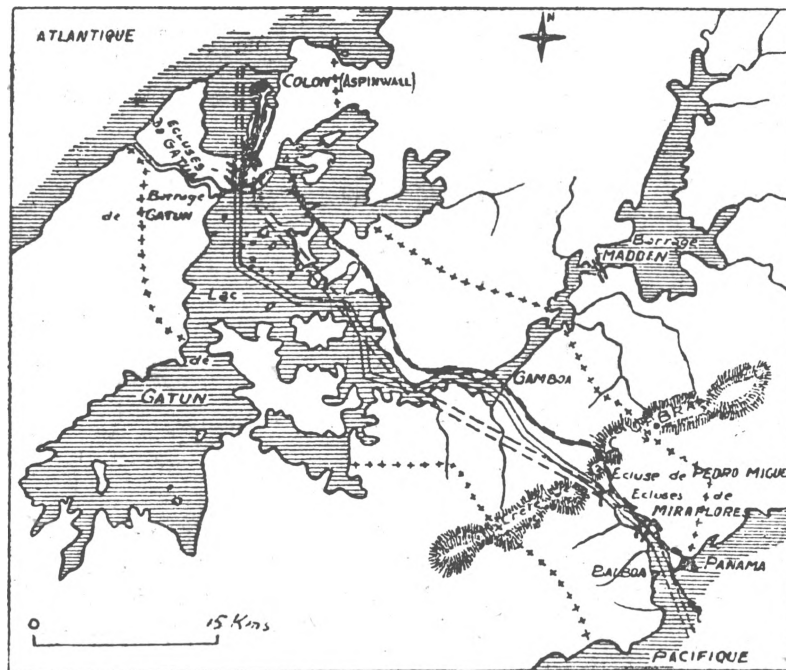 N
ATLANTIQUE
COLON (ASPINWALL)
ECLUSES
DE GATUN
Barrage
de GATUN
Barrage
MADDEN
Lac
de
GATUN
GAMBOA
Ecluse de PEDRO MIGUE
Ecluses de
MIRAFLORES
PANAMA
BALBOA
0 15 Kms
PACIFIQUE